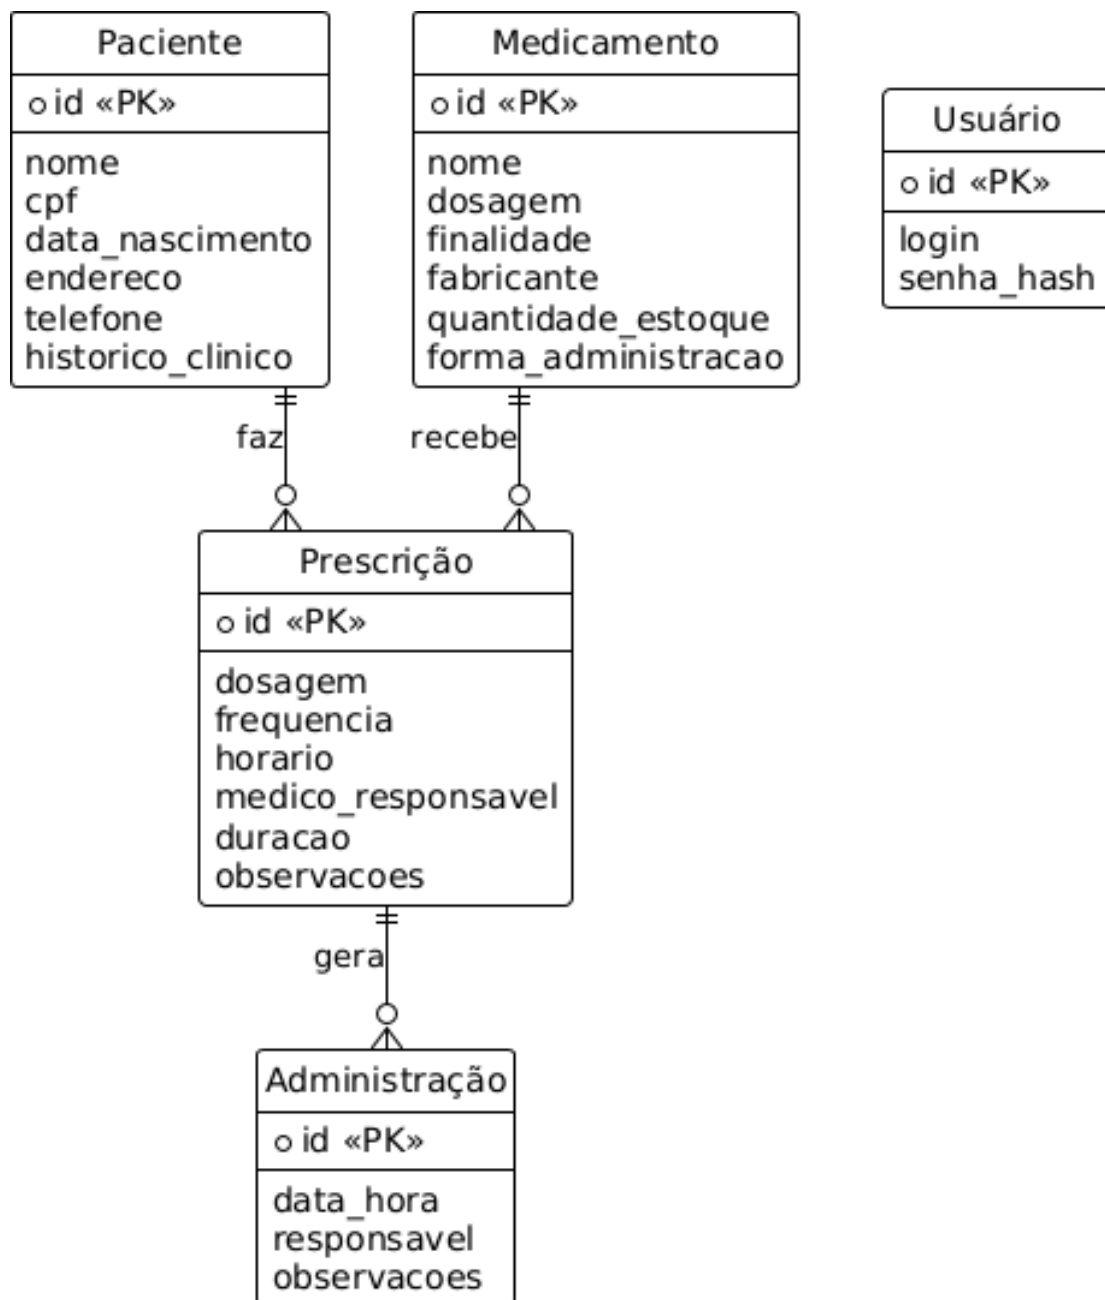 Paciente
id «PK»
nome
cpf
data_nascimento
endereco
telefone
historico_clinico
Medicamento
id «PK»
nome
dosagem
finalidade
fabricante
quantidade_estoque
forma_administracao
Usuário
id «PK»
login
senha_hash
faz
recebe
Prescrição
id «PK»
dosagem
frequencia
horario
medico_responsavel
duracao
observacoes
gera
Administração
id «PK»
data_hora
responsavel
observacoes